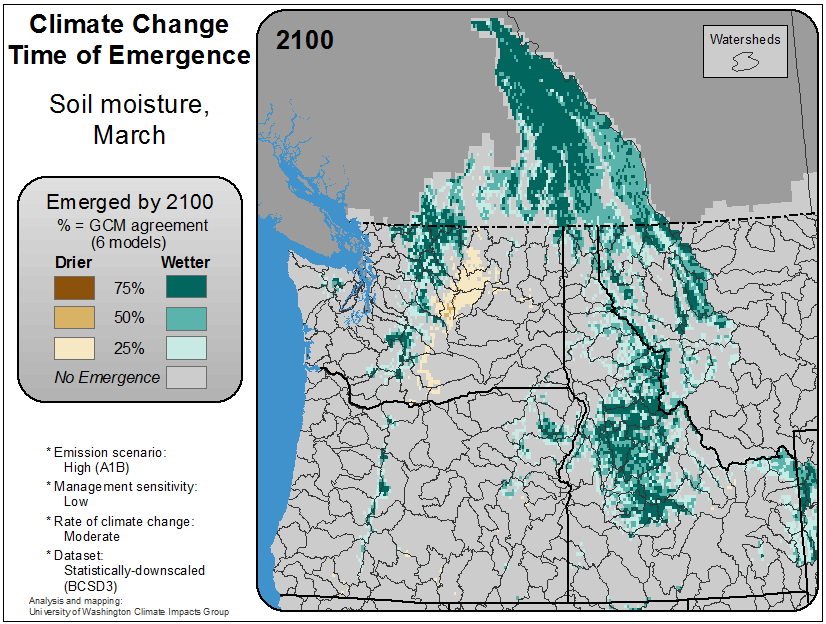 Climate Change
Time of Emergence
Soil moisture,
March
Emerged by 2100
% = GCM agreement
(6 models)
Drier Wetter
75%
50%
25%
No Emergence
* Emission scenario:
High (A1B)
* Management sensitivity:
Low
* Rate of climate change:
Moderate
* Dataset:
Statistically-downscaled
(BCSD3)
Analysis and mapping:
University of Washington Climate Impacts Group
2100
Watersheds